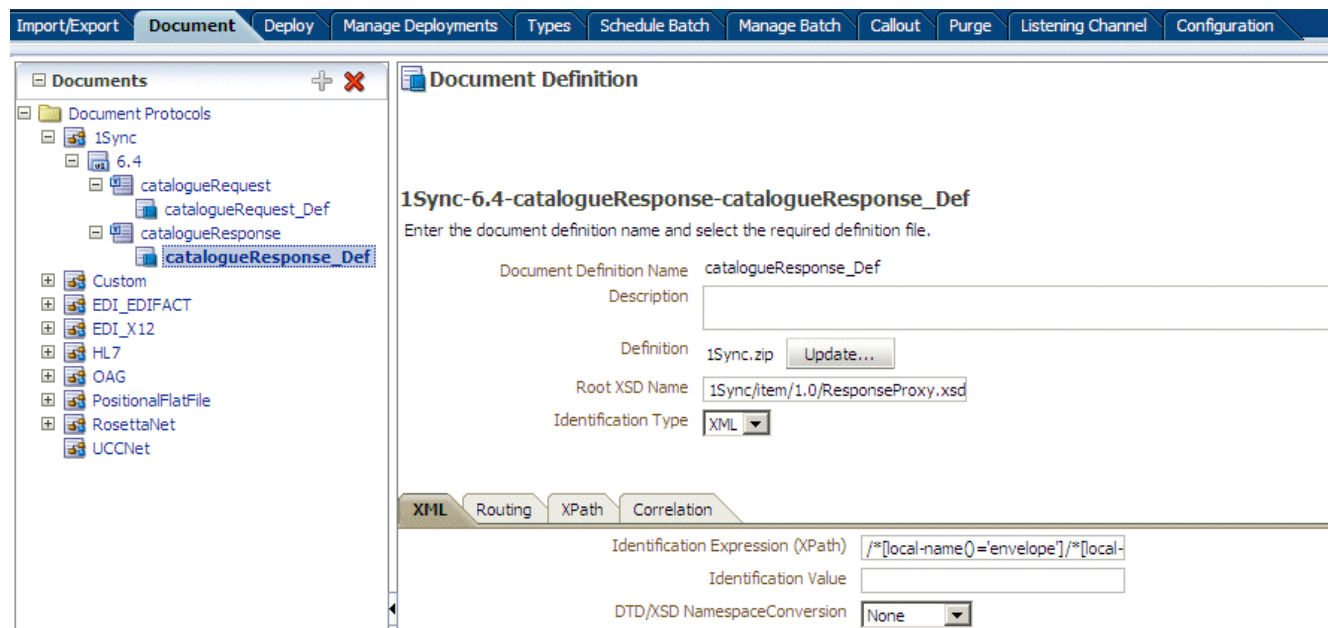 Import/Export Document Deploy Manage Deployments Types Schedule Batch Manage Batch Callout Purge Listening Channel Configuration
Documents
Document Protocols
1Sync
6.4
catalogueRequest
catalogueRequest_Def
catalogueResponse
catalogueResponse_Def
Custom
EDI_EDIFACT
EDI_X12
HL7
OAG
PositionalFlatFile
RosettaNet
UCCNet
Document Definition
1Sync-6.4-catalogueResponse-catalogueResponse_Def
Enter the document definition name and select the required definition file.
Document Definition Name catalogueResponse_Def
Description
Definition 1Sync.zip Update...
Root XSD Name 1Sync/item/1.0/ResponseProxy.xsd
Identification Type XML
XML Routing XPath Correlation
Identification Expression (XPath) /*[local-name()='envelope']/*[local-
Identification Value
DTD/XSD NamespaceConversion None